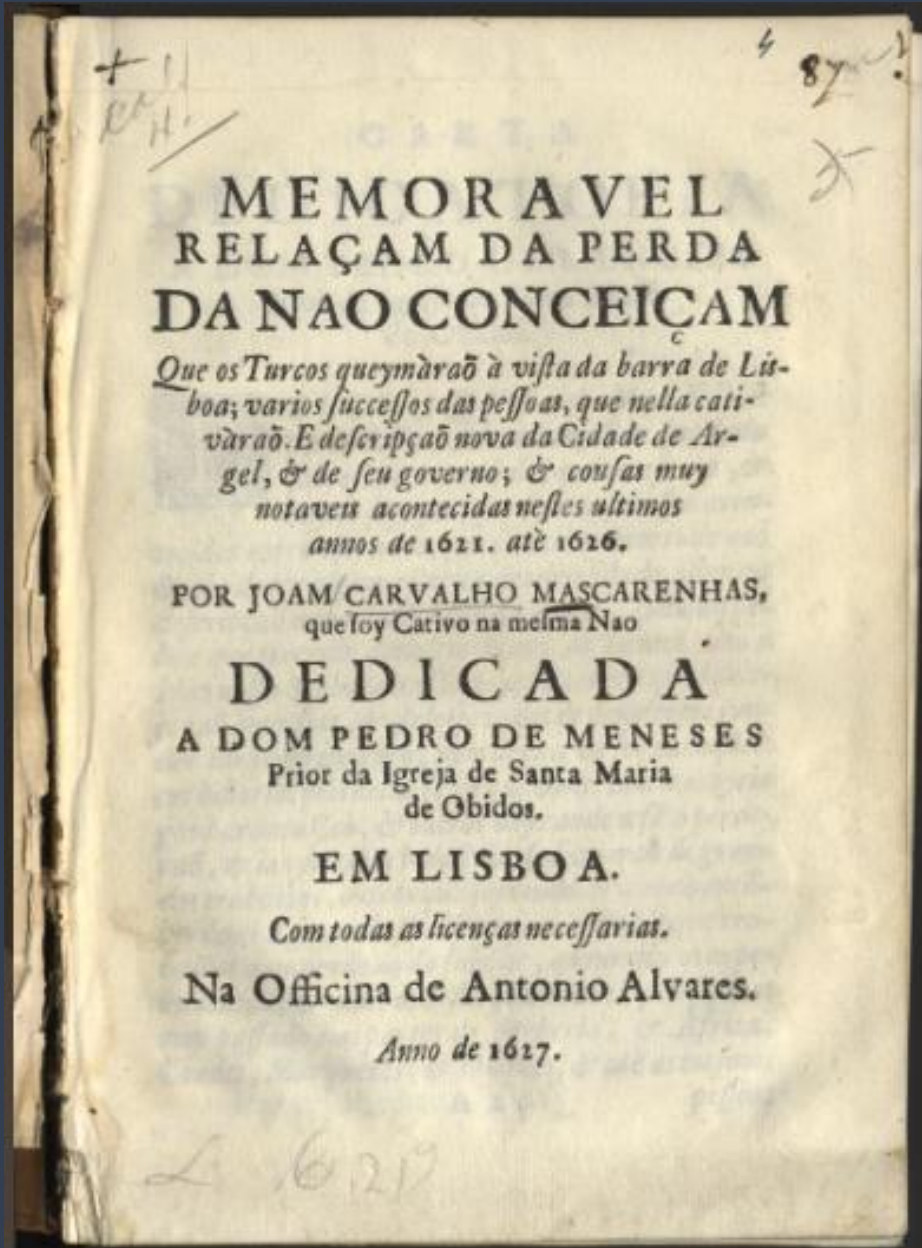 4
87
MEMORAVEL
RELAÇAM DA PERDA
DA NAO CONCEIÇAM
Que os Turcos queymàraõ à viſta da barra de Liſ-
boa; varios ſucceſſos das peſſoas, que nella cati-
vàraõ. E deſcripçaõ nova da Cidade de Ar-
gel, & de ſeu governo; & couſas muy
notaveis acontecidas neſtes ultimos
annos de 1621. atè 1626.
POR JOAM CARVALHO MASCARENHAS,
que foy Cativo na meſma Nao
DEDICADA
A DOM PEDRO DE MENESES
Prior da Igreja de Santa Maria
de Obidos.
EM LISBOA.
Com todas as licenças neceſſarias.
Na Officina de Antonio Alvares.
Anno de 1627.